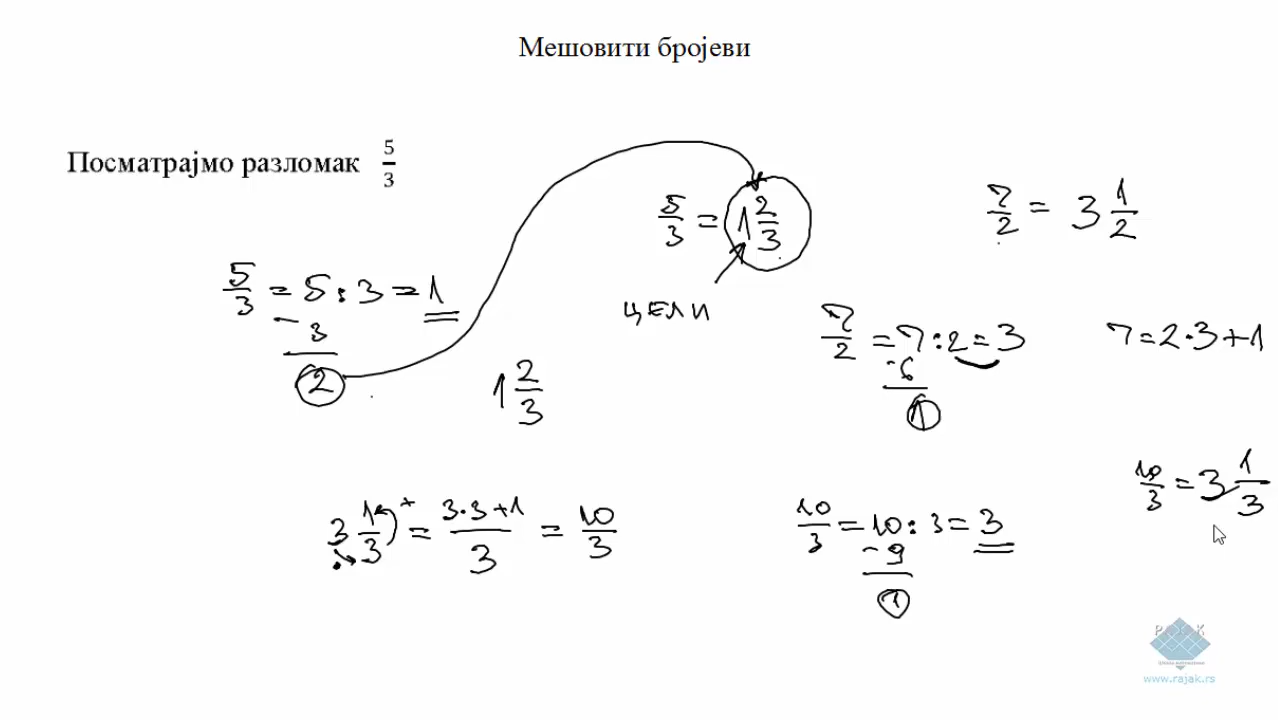 Мешовити бројеви
Посматрајмо разломак 5/3
5/3 = 1 2/3
7/2 = 3 1/2
5/3 = 5 : 3 = 1
- 3
2
ЦЕЛИ
1 2/3
7/2 = 7 : 2 = 3
- 6
1
7 = 2 · 3 + 1
3 1/3 + = 3 · 3 + 1 / 3 = 10/3
10/3 = 10 : 3 = 3
- 9
1
10/3 = 3 1/3
www.rajak.rs